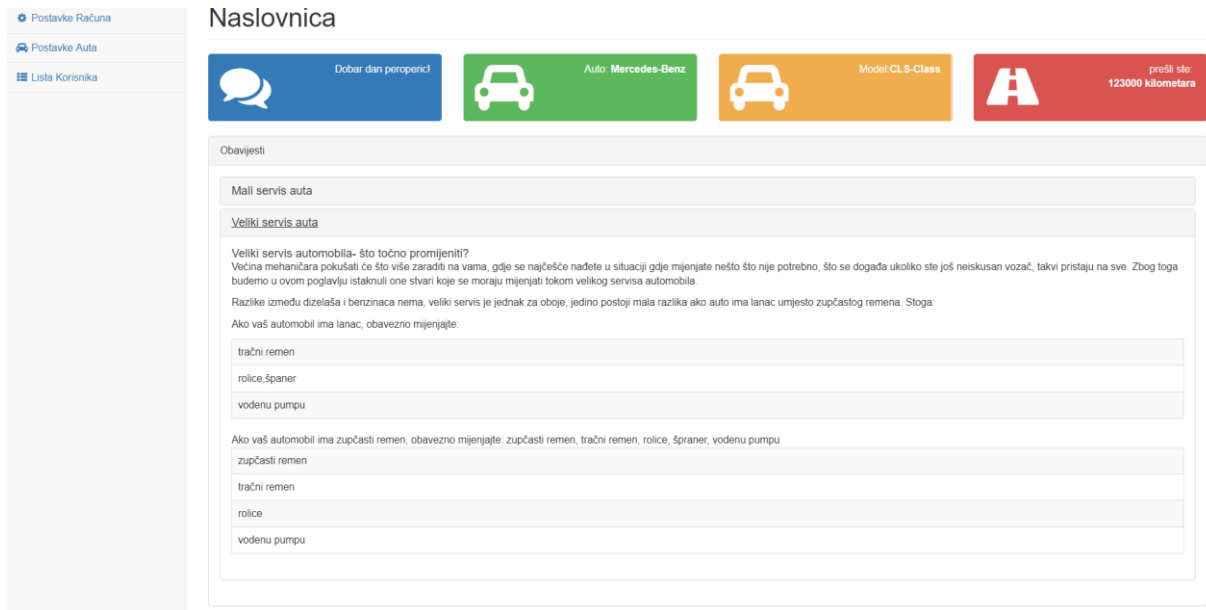 Postavke Računa
Postavke Auta
Lista Korisnika
Naslovnica
Dobar dan peroperic!
Auto: Mercedes-Benz
Model:CLS-Class
prešli ste:
123000 kilometara
Obavijesti
Mali servis auta
Veliki servis auta
Veliki servis automobila- što točno promijeniti?
Većina mehaničara pokušati će što više zaraditi na vama, gdje se najčešće nađete u situaciji gdje mijenjate nešto što nije potrebno, što se događa ukoliko ste još neiskusan vozač, takvi pristaju na sve. Zbog toga
budemo u ovom poglavlju istaknuli one stvari koje se moraju mijenjati tokom velikog servisa automobila.
Razlike između dizelaša i benzinaca nema, veliki servis je jednak za oboje, jedino postoji mala razlika ako auto ima lanac umjesto zupčastog remena. Stoga:
Ako vaš automobil ima lanac, obavezno mijenjajte:
tračni remen
rolice,španer
vodenu pumpu
Ako vaš automobil ima zupčasti remen, obavezno mijenjajte: zupčasti remen, tračni remen, rolice, špraner, vodenu pumpu
zupčasti remen
tračni remen
rolice
vodenu pumpu